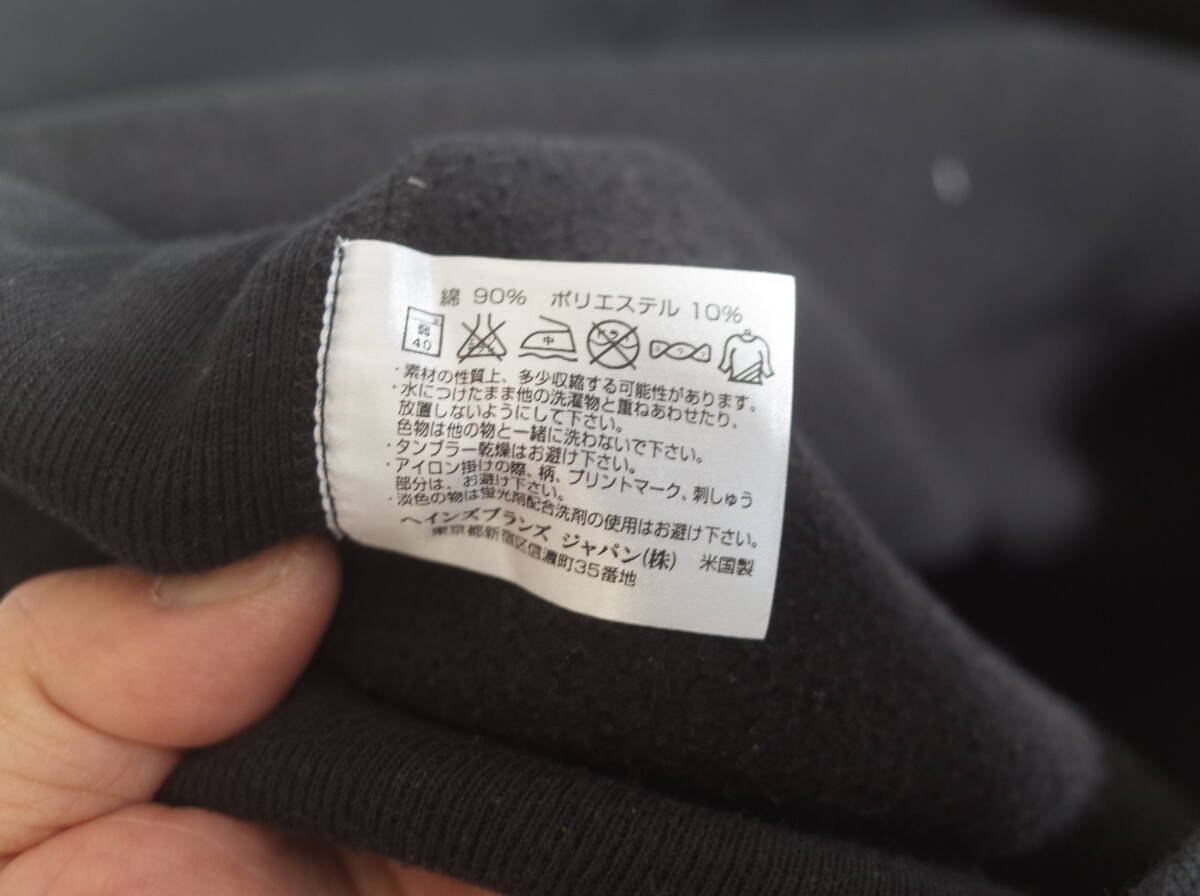 綿 90% ポリエステル 10%
弱
40
中
ドライ
・素材の性質上、多少収縮する可能性があります。
・水につけたまま他の洗濯物と重ねあわせたり、
放置しないようにして下さい。
色物は他の物と一緒に洗わないで下さい。
・タンブラー乾燥はお避け下さい。
・アイロン掛けの際、柄、プリントマーク、刺しゅう
部分は、お避け下さい。
・淡色の物は蛍光剤配合洗剤の使用はお避け下さい。
ヘインズブランズ ジャパン(株) 米国製
東京都新宿区信濃町35番地